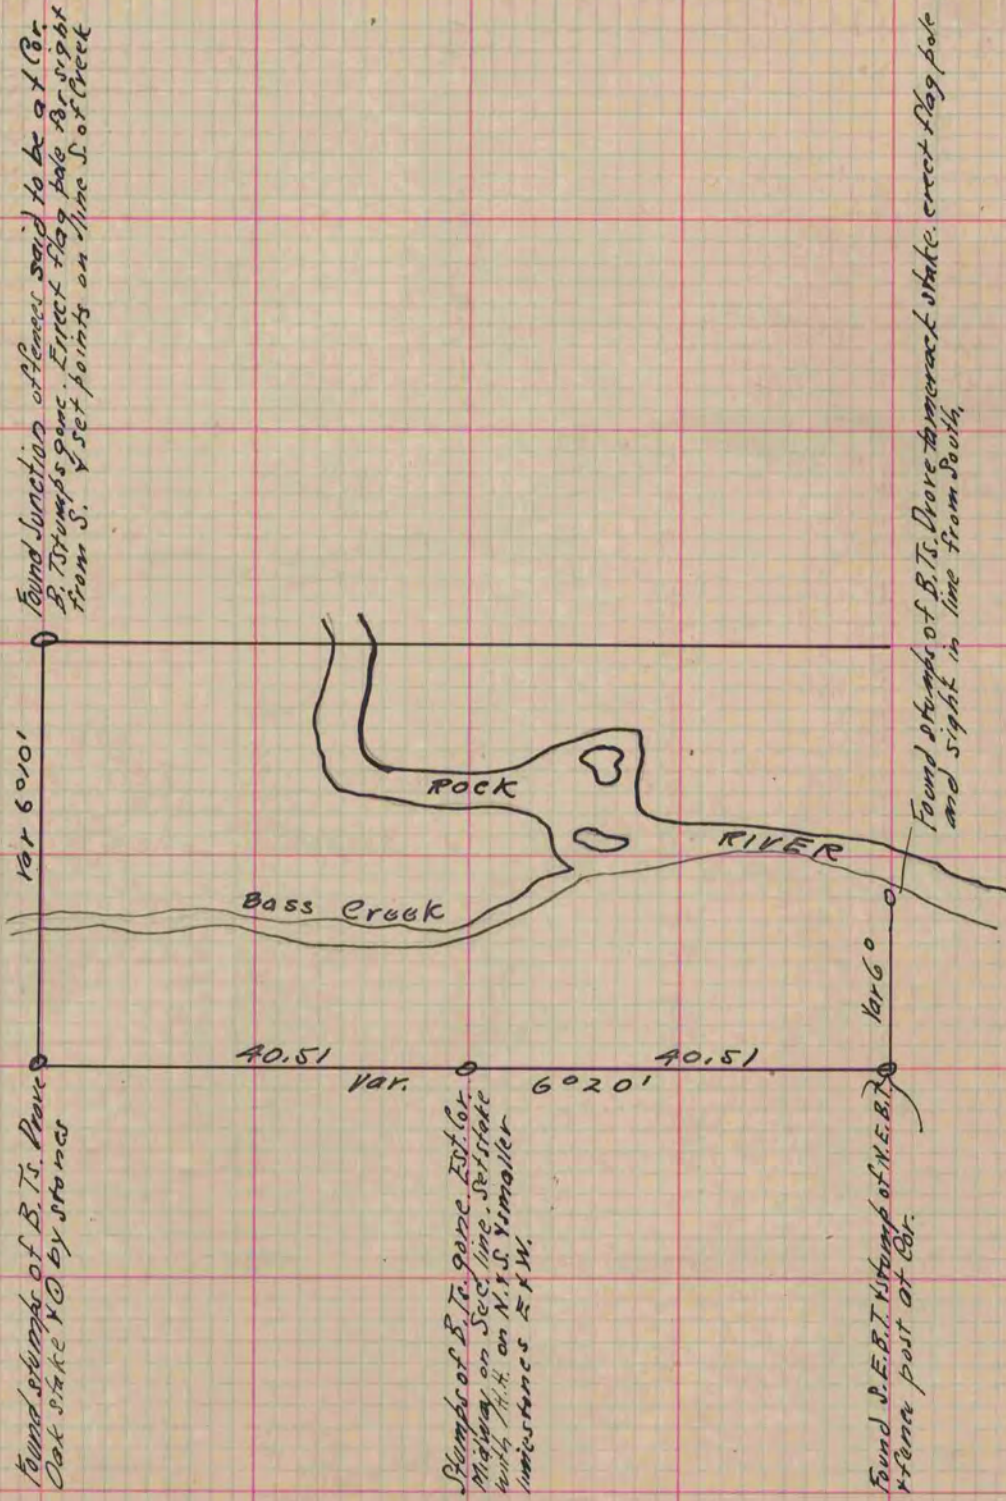 Found Junction of fences said to be at Cor.
B. T. Stumps gone. Errect flag pole for sight
from S. & set points on line S. of Creek
Var 6°10'
ROCK
RIVER
Bass Creek
Found stumps of B. Ts. Drove tamerack stake. erect flag pole
and sight in line from South.
Var 6°
40.51
40.51
Var.
6°20'
Found stumps of B. Ts. Drove
Oak stake & by stones
Stumps of B. Ts. gone. Est. Cor.
Midway on Sec. line. Set stake
with on N. & S. & smaller
limestones E & W.
Found S. E. B. T. & stump of N. E. B. T.
& fence post at Cor.